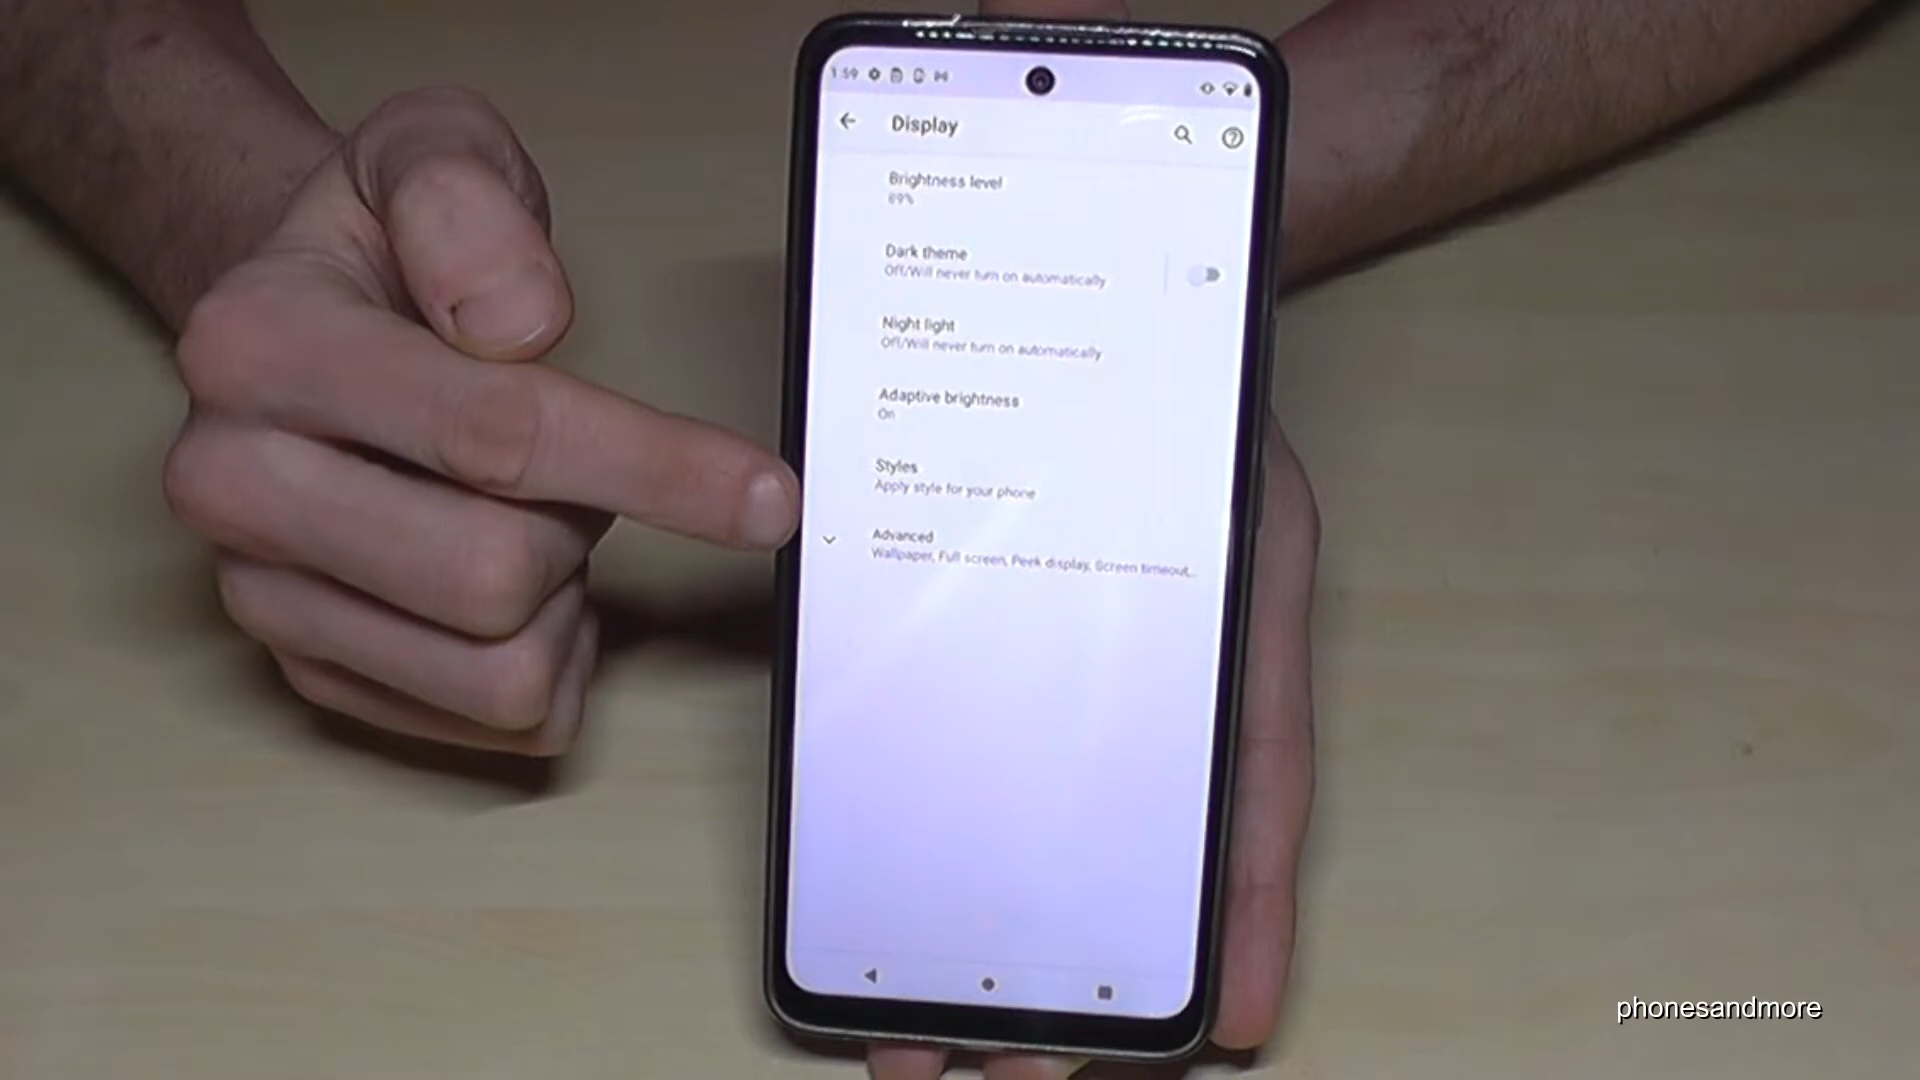 1:59
Display
Brightness level
89%
Dark theme
Off/Will never turn on automatically
Night light
Off/Will never turn on automatically
Adaptive brightness
On
Styles
Apply style for your phone
Advanced
Wallpaper, Full screen, Peek display, Screen timeout,..
phonesandmore